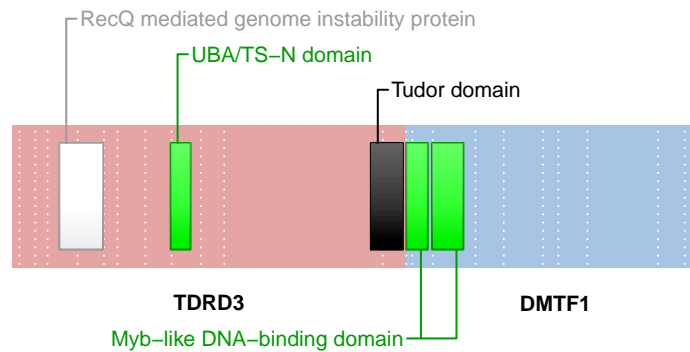 RecQ mediated genome instability protein
UBA/TS−N domain
Tudor domain
TDRD3
DMTF1
Myb−like DNA−binding domain